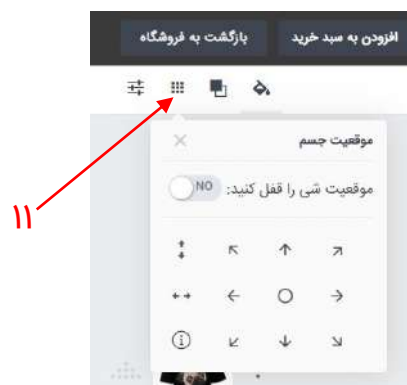 افزودن به سبد خرید
بازگشت به فروشگاه
موقعیت جسم
موقعیت شی را قفل کنید: NO
۱۱